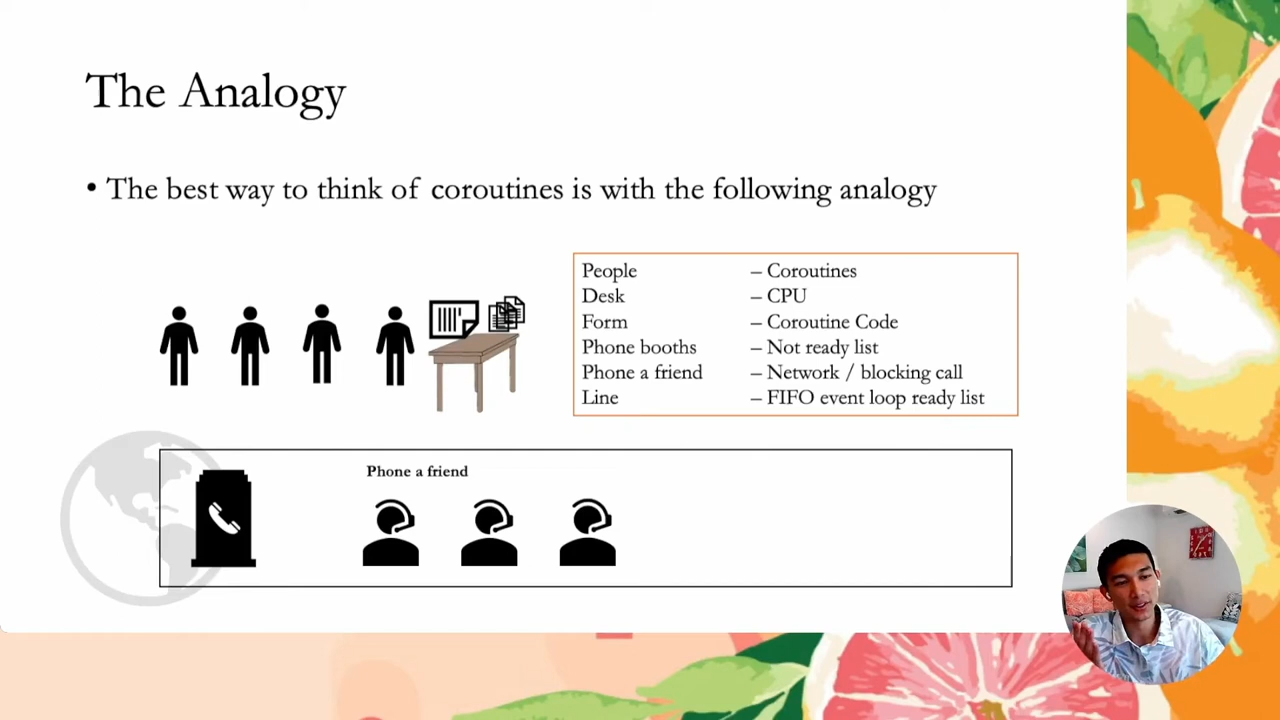 The Analogy
• The best way to think of coroutines is with the following analogy
People – Coroutines
Desk – CPU
Form – Coroutine Code
Phone booths – Not ready list
Phone a friend – Network / blocking call
Line – FIFO event loop ready list
Phone a friend